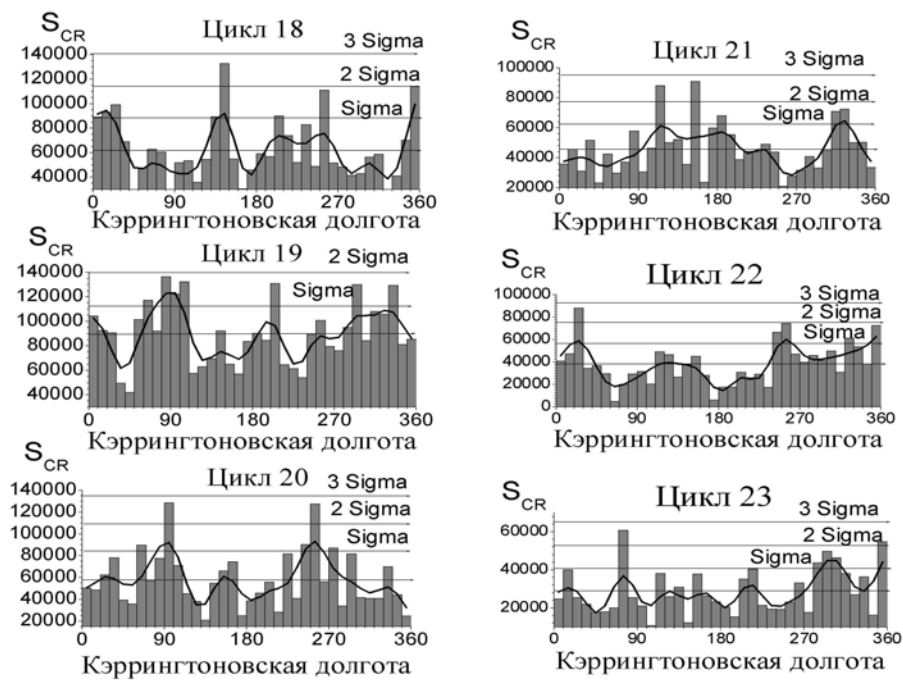 S_CR
Цикл 18
140000
120000
100000
80000
60000
40000
3 Sigma
2 Sigma
Sigma
0 90 180 270 360
Кэррингтоновская долгота
S_CR
Цикл 19
140000
120000
100000
80000
60000
40000
2 Sigma
Sigma
0 90 180 270 360
Кэррингтоновская долгота
S_CR
Цикл 20
140000
120000
100000
80000
60000
40000
20000
3 Sigma
2 Sigma
Sigma
0 90 180 270 360
Кэррингтоновская долгота
S_CR
Цикл 21
100000
80000
60000
40000
20000
3 Sigma
2 Sigma
Sigma
0 90 180 270 360
Кэррингтоновская долгота
S_CR
Цикл 22
100000
80000
60000
40000
20000
0
3 Sigma
2 Sigma
Sigma
0 90 180 270 360
Кэррингтоновская долгота
S_CR
Цикл 23
60000
40000
20000
3 Sigma
2 Sigma
Sigma
0 90 180 270 360
Кэррингтоновская долгота